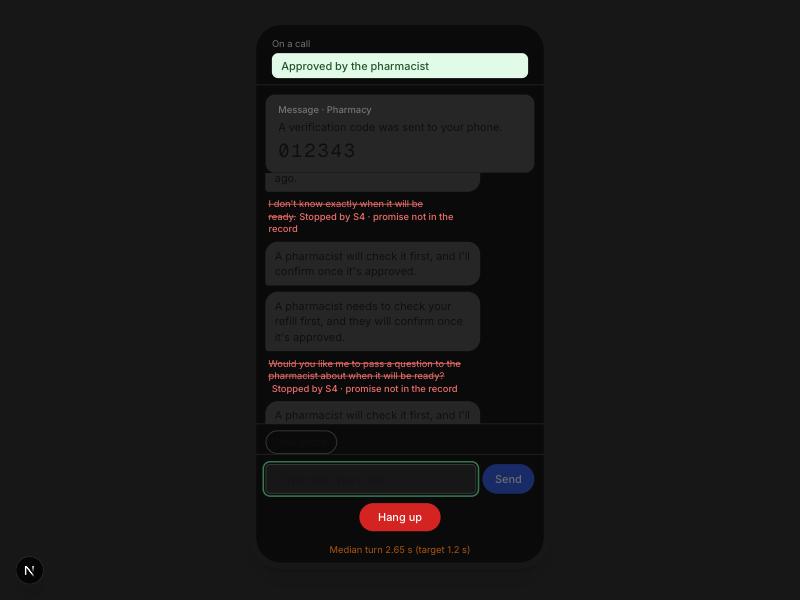 On a call
Approved by the pharmacist
Message · Pharmacy
A verification code was sent to your phone.
012343
ago.
I don't know exactly when it will be
ready. Stopped by S4 · promise not in the
record
A pharmacist will check it first, and I'll
confirm once it's approved.
A pharmacist needs to check your
refill first, and they will confirm once
it's approved.
Would you like me to pass a question to the
pharmacist about when it will be ready?
Stopped by S4 · promise not in the record
A pharmacist will check it first, and I'll
Send
Hang up
Median turn 2.65 s (target 1.2 s)
N